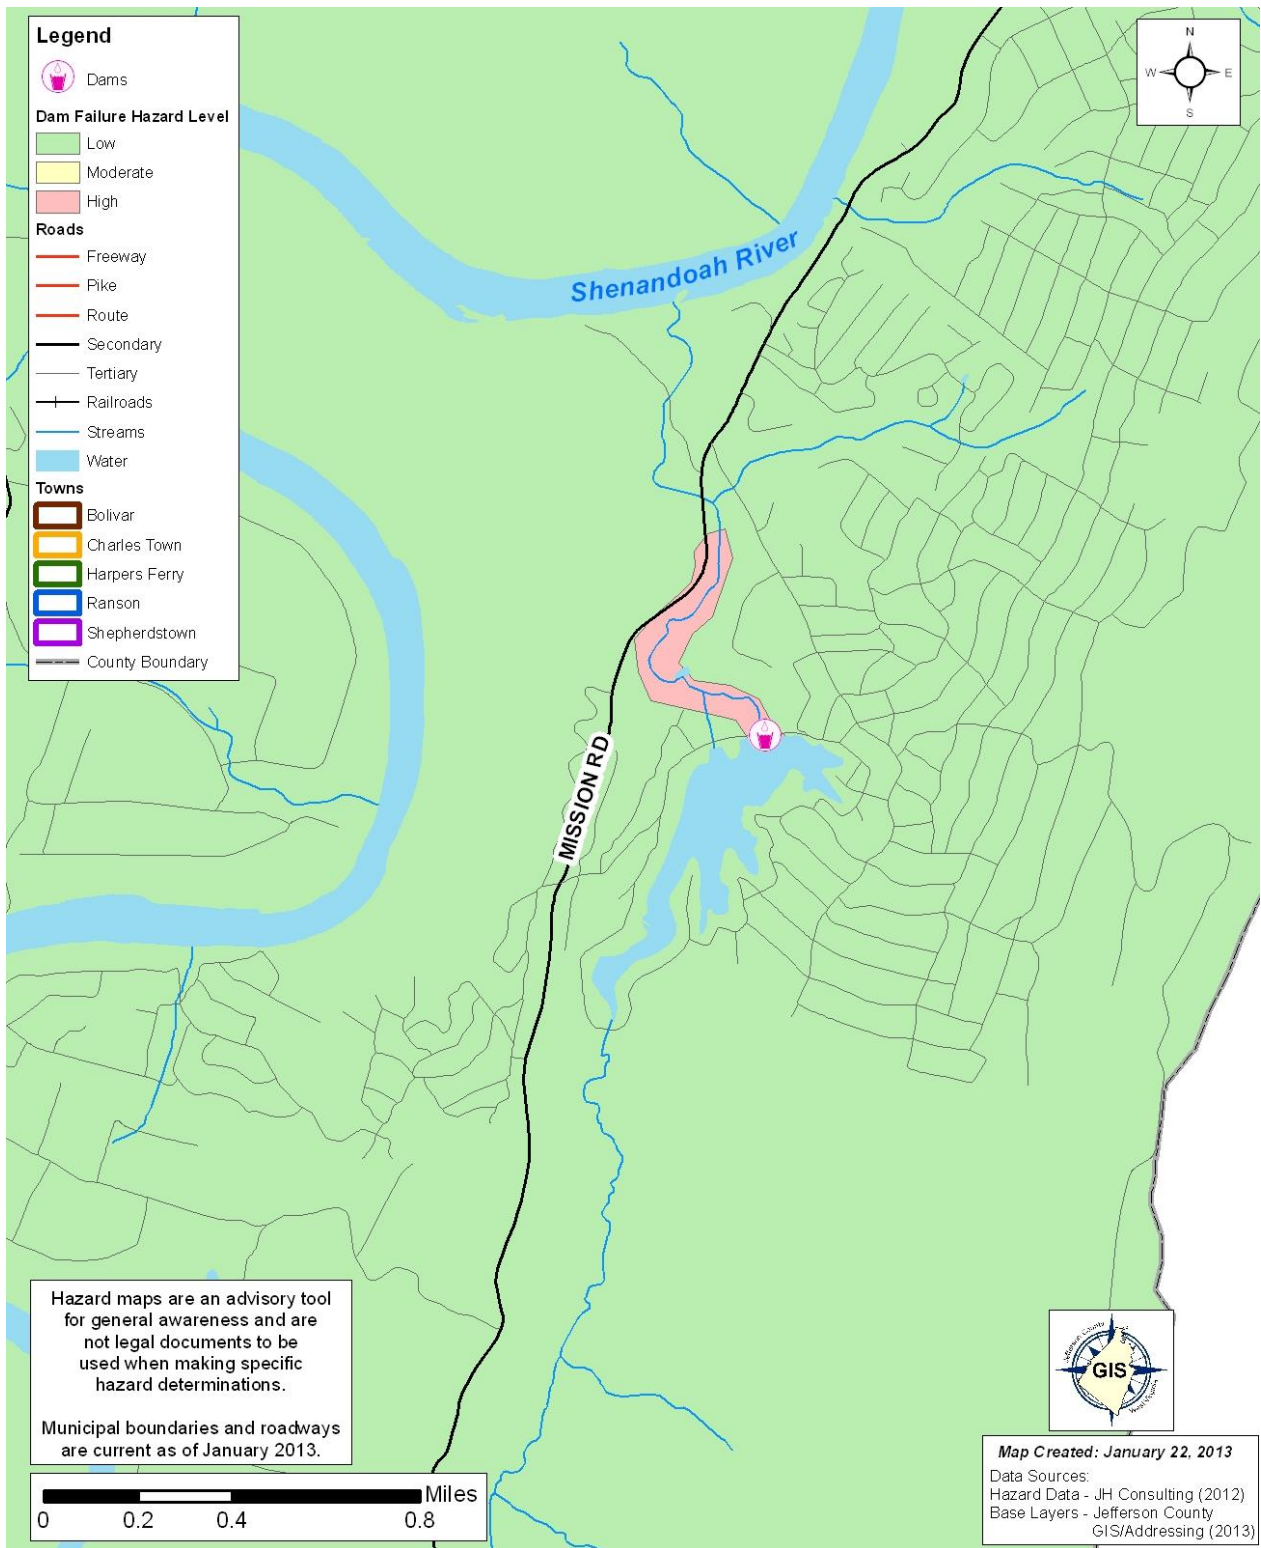 Legend
Dams
Dam Failure Hazard Level
Low
Moderate
High
Roads
Freeway
Pike
Route
Secondary
Tertiary
Railroads
Streams
Water
Towns
Bolivar
Charles Town
Harpers Ferry
Ranson
Shepherdstown
County Boundary
N
W E
S
Shenandoah River
MISSION RD
Hazard maps are an advisory tool
for general awareness and are
not legal documents to be
used when making specific
hazard determinations.
Municipal boundaries and roadways
are current as of January 2013.
Miles
0 0.2 0.4 0.8
Jefferson County
GIS
West Virginia
Map Created: January 22, 2013
Data Sources:
Hazard Data - JH Consulting (2012)
Base Layers - Jefferson County
GIS/Addressing (2013)